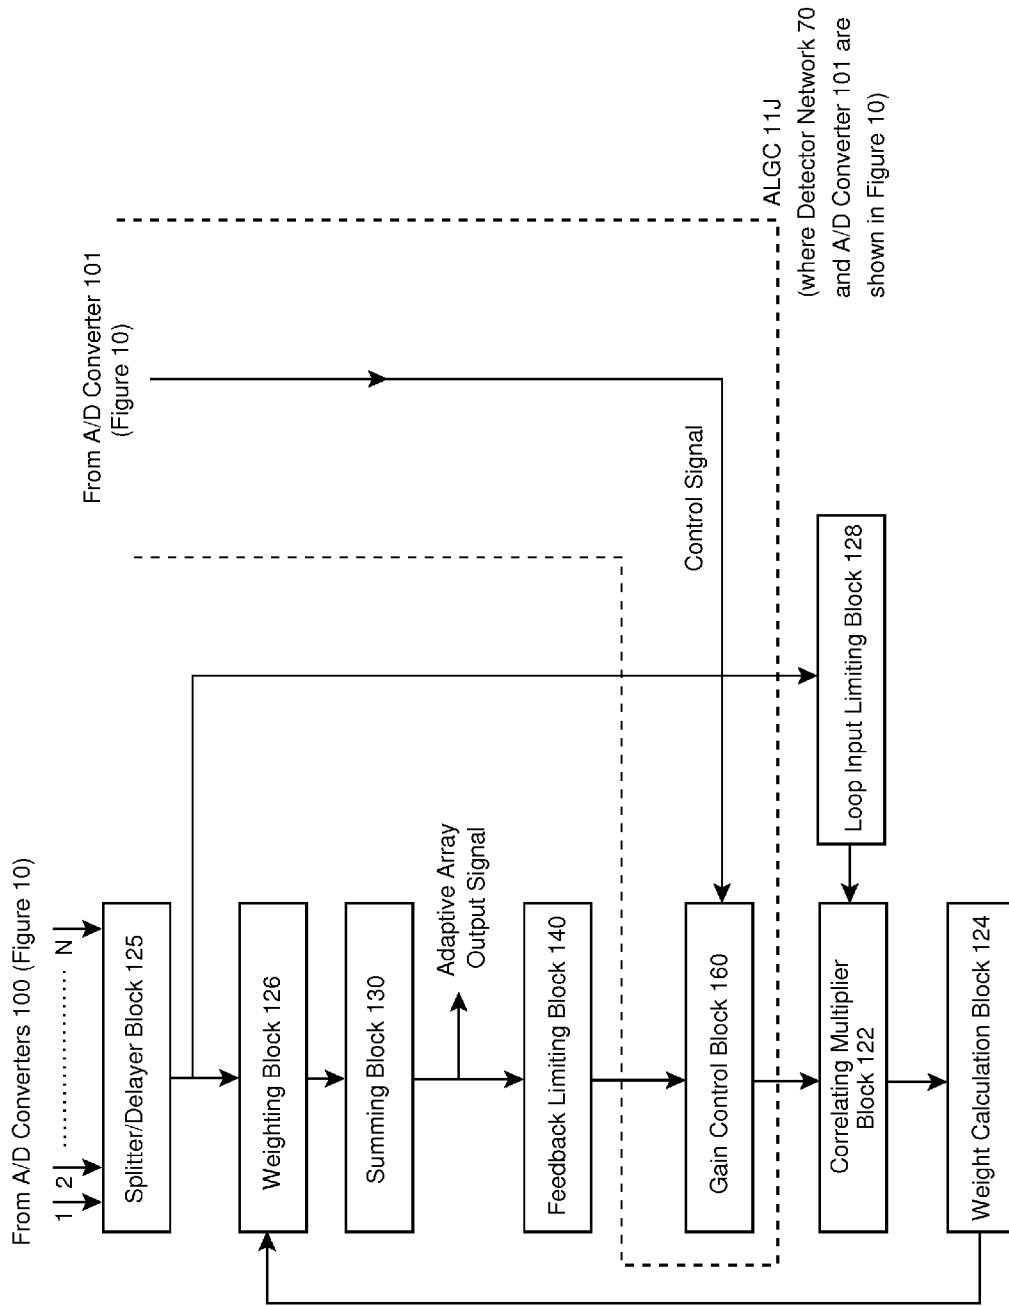 From A/D Converters 100 (Figure 10)
1 2 ............ N
Splitter/Delayer Block 125
Weighting Block 126
Summing Block 130
Adaptive Array
Output Signal
Feedback Limiting Block 140
Gain Control Block 160
Correlating Multiplier
Block 122
Weight Calculation Block 124
Loop Input Limiting Block 128
Control Signal
From A/D Converter 101
(Figure 10)
ALGC 11J
(where Detector Network 70
and A/D Converter 101 are
shown in Figure 10)